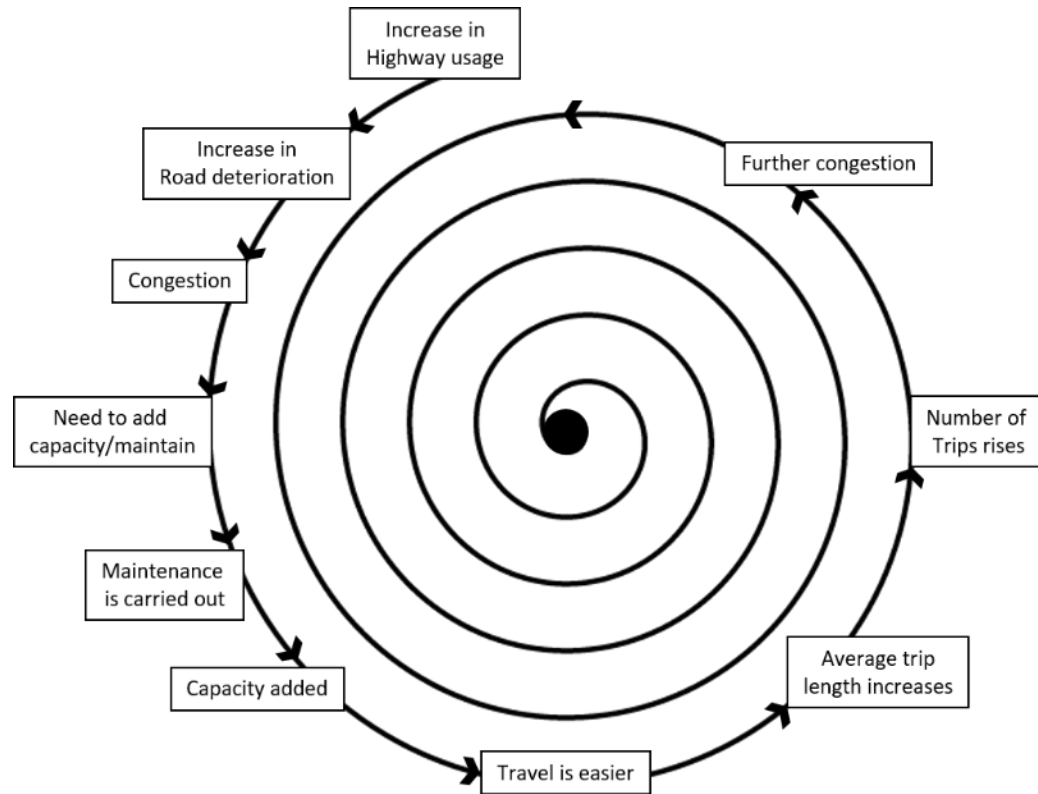 Increase in
Highway usage
Increase in
Road deterioration
Congestion
Need to add
capacity/maintain
Maintenance
is carried out
Capacity added
Travel is easier
Average trip
length increases
Number of
Trips rises
Further congestion